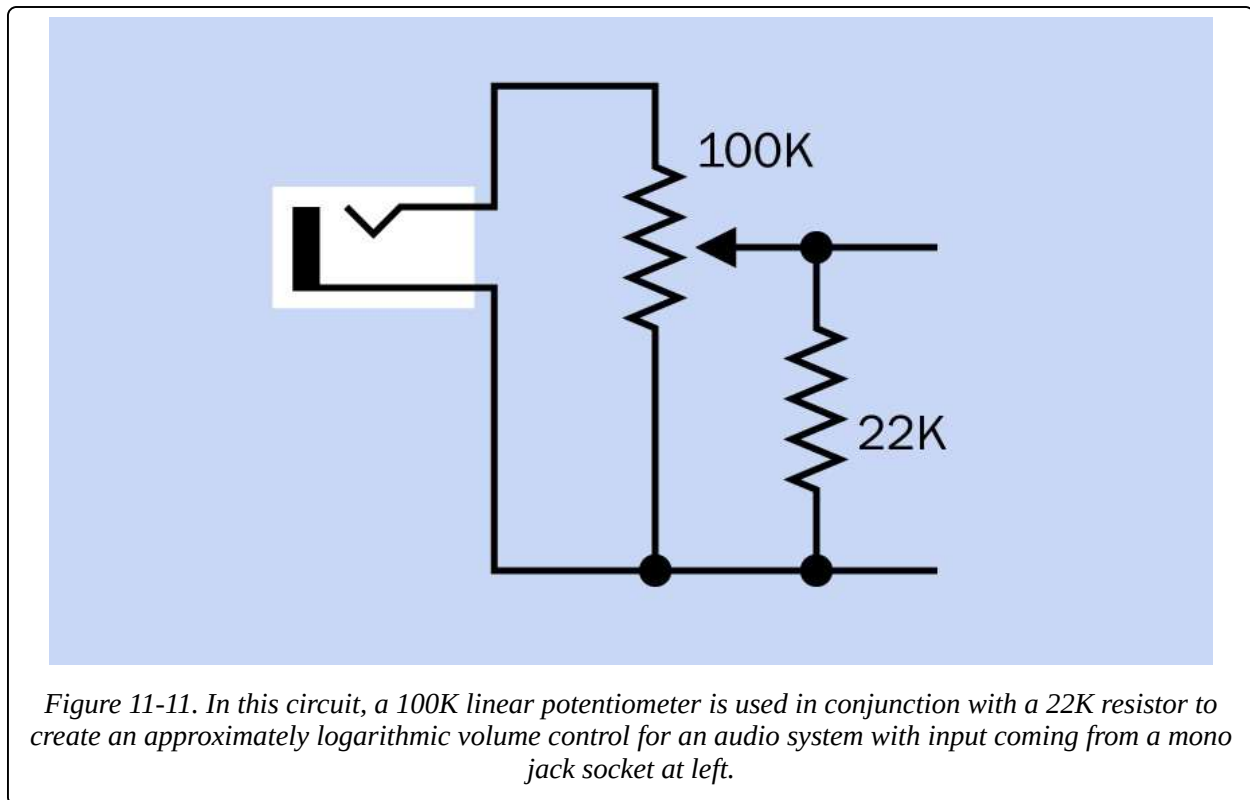 100K
22K
Figure 11-11. In this circuit, a 100K linear potentiometer is used in conjunction with a 22K resistor to
create an approximately logarithmic volume control for an audio system with input coming from a mono
jack socket at left.